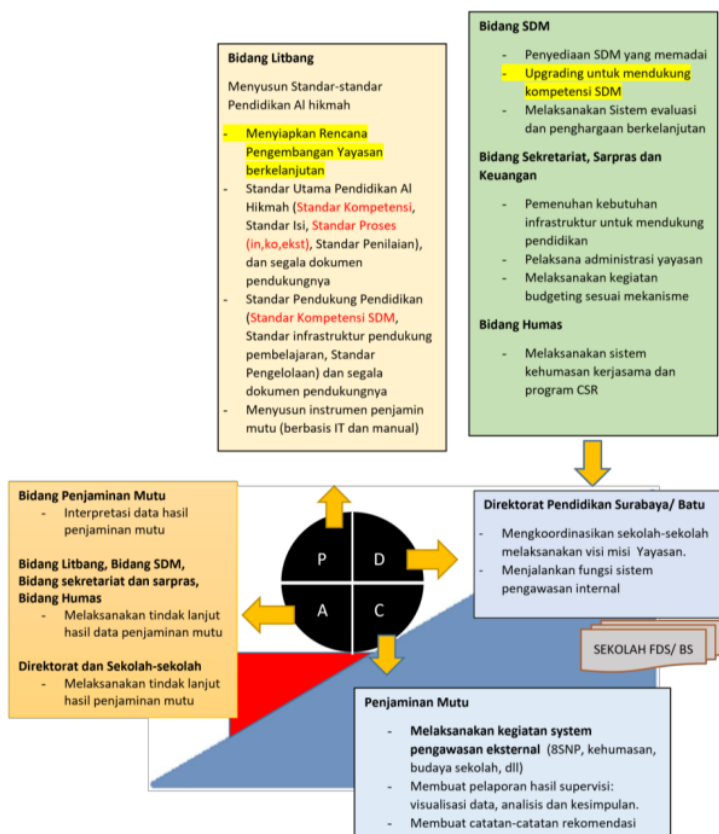 Bidang Litbang
Menyusun Standar-standar
Pendidikan Al hikmah
- Menyiapkan Rencana
Pengembangan Yayasan
berkelanjutan
- Standar Utama Pendidikan Al
Hikmah (Standar Kompetensi,
Standar Isi, Standar Proses
(in,ko,ekst), Standar Penilaian),
dan segala dokumen
pendukungnya
- Standar Pendukung Pendidikan
(Standar Kompetensi SDM,
Standar infrastruktur pendukung
pembelajaran, Standar
Pengelolaan) dan segala
dokumen pendukungnya
- Menyusun instrumen penjamin
mutu (berbasis IT dan manual)
Bidang SDM
- Penyediaan SDM yang memadai
- Upgrading untuk mendukung
kompetensi SDM
- Melaksanakan Sistem evaluasi
dan penghargaan berkelanjutan
Bidang Sekretariat, Sarpras dan
Keuangan
- Pemenuhan kebutuhan
infrastruktur untuk mendukung
pendidikan
- Pelaksana administrasi yayasan
- Melaksanakan kegiatan
budgeting sesuai mekanisme
Bidang Humas
- Melaksanakan sistem
kehumasan kerjasama dan
program CSR
Bidang Penjaminan Mutu
- Interpretasi data hasil
penjaminan mutu
Bidang Litbang, Bidang SDM,
Bidang sekretariat dan sarpras,
Bidang Humas
- Melaksanakan tindak lanjut
hasil data penjaminan mutu
Direktorat dan Sekolah-sekolah
- Melaksanakan tindak lanjut
hasil penjaminan mutu
P D
A C
Direktorat Pendidikan Surabaya/ Batu
- Mengkoordinasikan sekolah-sekolah
melaksanakan visi misi Yayasan.
- Menjalankan fungsi sistem
pengawasan internal
SEKOLAH FDS/ BS
Penjaminan Mutu
- Melaksanakan kegiatan system
pengawasan eksternal (8SNP, kehumasan,
budaya sekolah, dll)
- Membuat pelaporan hasil supervisi:
visualisasi data, analisis dan kesimpulan.
- Membuat catatan-catatan rekomendasi